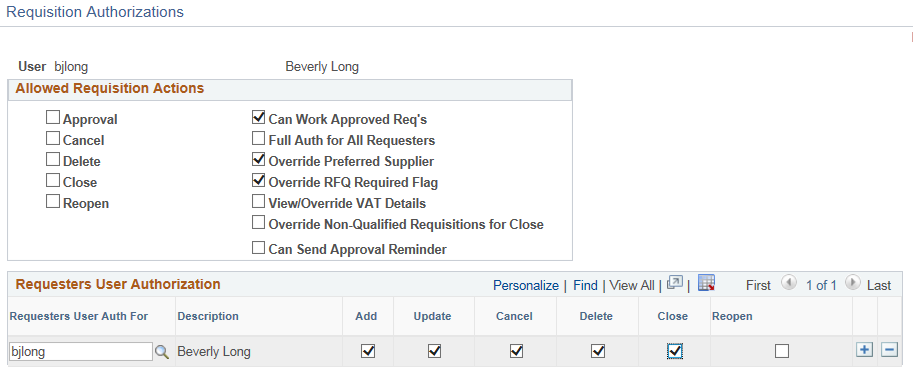 Requisition Authorizations
User bjlong Beverly Long
Allowed Requisition Actions
Approval Can Work Approved Req's
Cancel Full Auth for All Requesters
Delete Override Preferred Supplier
Close Override RFQ Required Flag
Reopen View/Override VAT Details
Override Non-Qualified Requisitions for Close
Can Send Approval Reminder
Requesters User Authorization Personalize | Find | View All | | First 1 of 1 Last
Requesters User Auth For Description Add Update Cancel Delete Close Reopen
bjlong Beverly Long